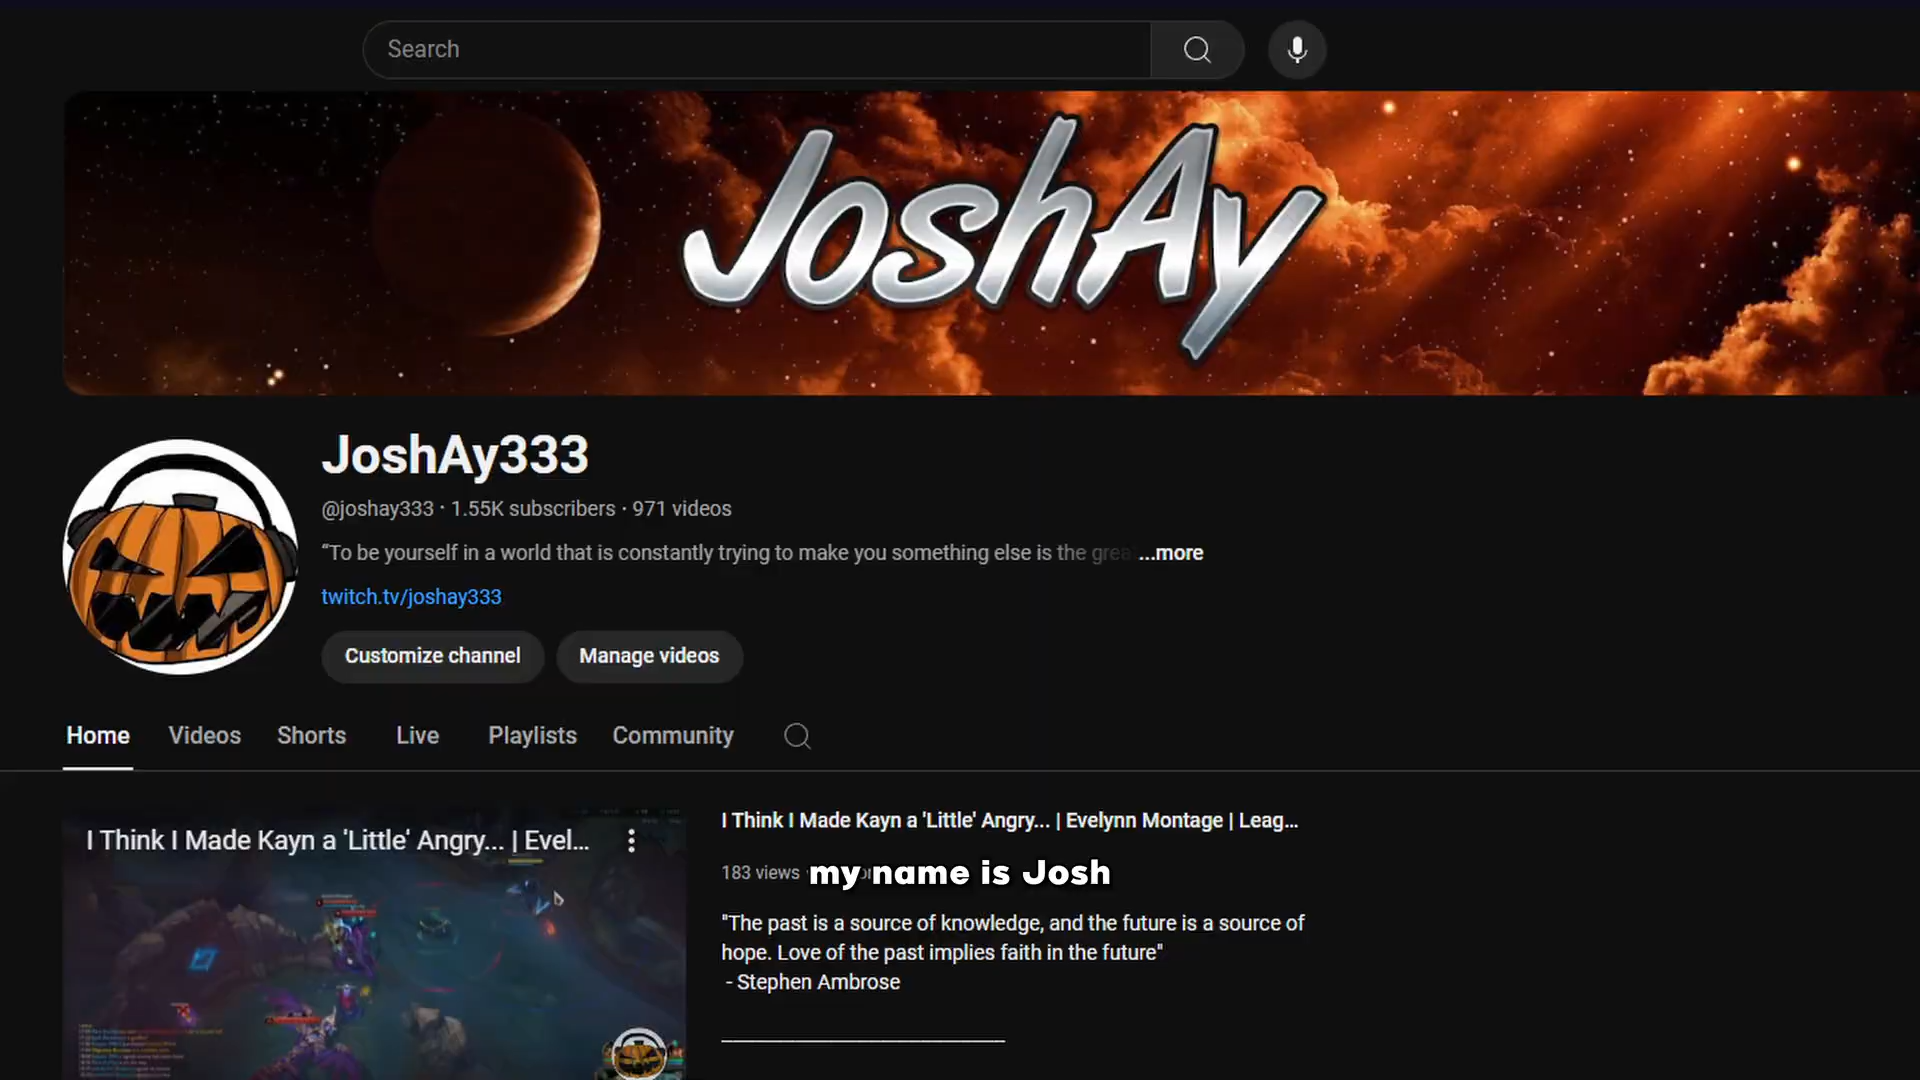 Search
JoshAy
JoshAy333
@joshay333 · 1.55K subscribers · 971 videos
“To be yourself in a world that is constantly trying to make you something else is the grea ...more
twitch.tv/joshay333
Customize channel
Manage videos
Home
Videos
Shorts
Live
Playlists
Community
I Think I Made Kayn a 'Little' Angry... | Evel...
I Think I Made Kayn a 'Little' Angry... | Evelynn Montage | Leag...
183 views
my name is Josh
"The past is a source of knowledge, and the future is a source of
hope. Love of the past implies faith in the future"
- Stephen Ambrose